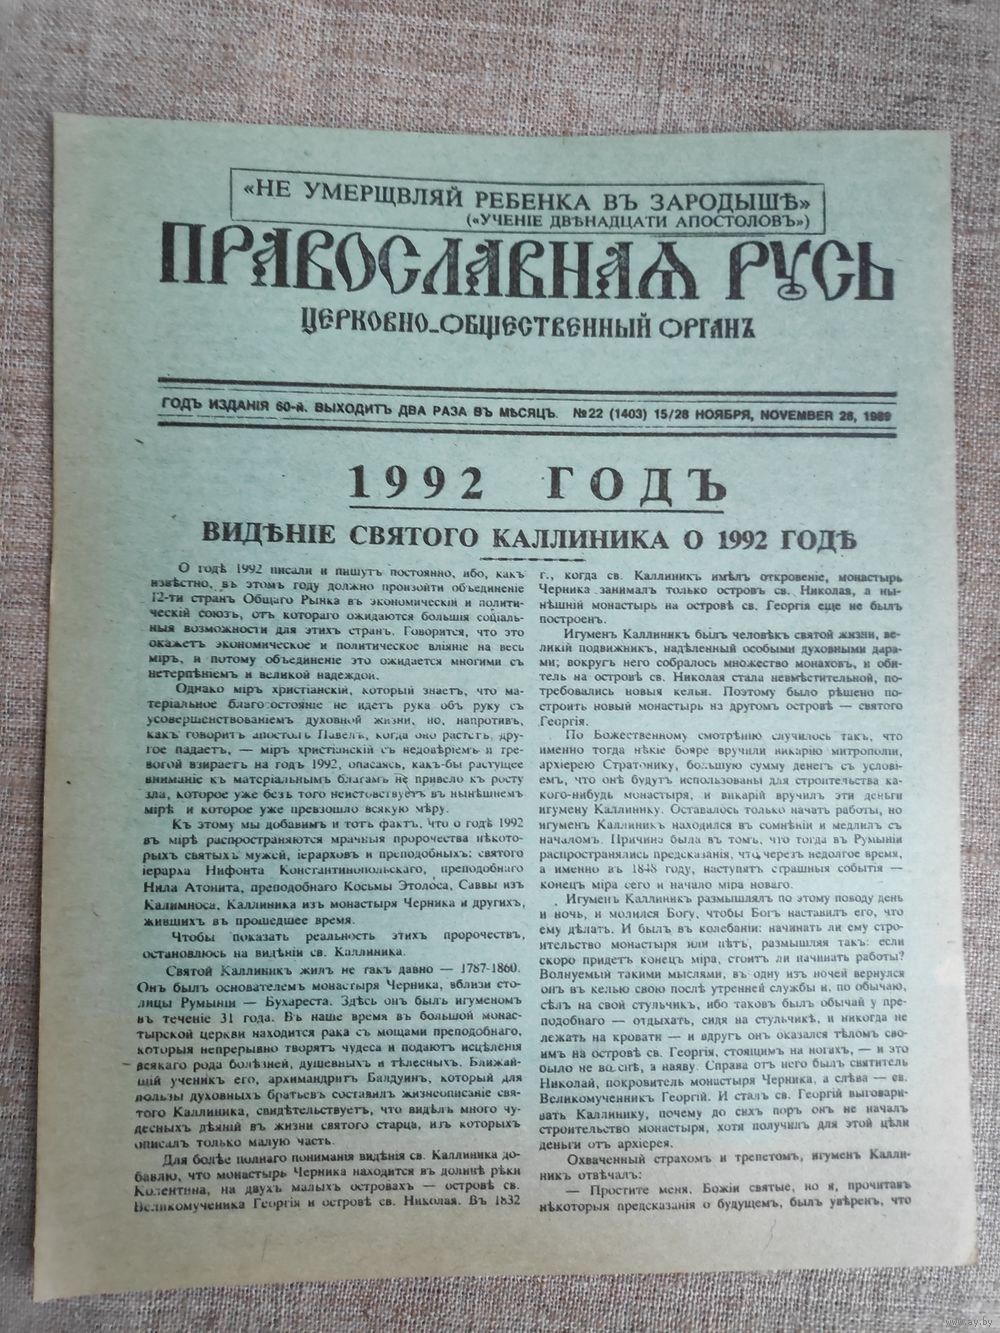 «НЕ УМЕРЩВЛЯЙ РЕБЕНКА ВЪ ЗАРОДЫШѢ»
(«УЧЕНІЕ ДВѢНАДЦАТИ АПОСТОЛОВЪ»)
ПРАВОСЛАВНАЯ РУСЬ
ЦЕРКОВНО-ОБЩЕСТВЕННЫЙ ОРГАНЪ
ГОДЪ ИЗДАНІЯ 60-й. ВЫХОДИТЪ ДВА РАЗА ВЪ МѢСЯЦЪ. №22 (1403) 15/28 НОЯБРЯ, NOVEMBER 28, 1989
1992 ГОДЪ
ВИДѢНІЕ СВЯТОГО КАЛЛИНИКА О 1992 ГОДѢ
О годѣ 1992 писали и пишутъ постоянно, ибо, какъ
извѣстно, въ этомъ году должно произойти объединеніе
12-ти странъ Общаго Рынка въ экономическій и полити-
ческій союзъ, отъ котораго ожидаются большія соціаль-
ныя возможности для этихъ странъ. Говорится, что это
окажетъ экономическое и политическое вліяніе на весь
міръ, и потому объединеніе это ожидается многими съ
нетерпѣніемъ и великой надеждой.
Однако міръ христіанскій, который знаетъ, что ма-
теріальное благо-состояніе не идетъ рука объ руку съ
усовершенствованіемъ духовной жизни, но, напротивъ,
какъ говоритъ апостолъ Павелъ, когда оно растетъ, дру-
гое падаетъ, — міръ христіанскій съ недовѣріемъ и тре-
вогой взираетъ на годъ 1992, опасаясь, какъ-бы растущее
вниманіе къ матеріальнымъ благамъ не привело къ росту
зла, которое уже безъ того неистовствуетъ въ нынѣшнемъ
мірѣ и которое уже превзошло всякую мѣру.
Къ этому мы добавимъ и тотъ фактъ, что о годѣ 1992
въ мірѣ распространяются мрачныя пророчества нѣкото-
рыхъ святыхъ мужей, іерарховъ и преподобныхъ: святого
іерарха Нифонта Константинопольскаго, преподобнаго
Нила Атонита, преподобнаго Косьмы Этолоса, Саввы изъ
Калимноса, Каллиника изъ монастыря Черника и другихъ,
жившихъ въ прошедшее время.
Чтобы показать реальность этихъ пророчествъ,
остановлюсь на видѣніи св. Каллиника.
Святой Каллиникъ жилъ не такъ давно — 1787-1860.
Онъ былъ основателемъ монастыря Черника, вблизи сто-
лицы Румыніи — Бухареста. Здѣсь онъ былъ игуменомъ
въ теченіе 31 года. Въ наше время въ большой монас-
тырской церкви находится рака съ мощами преподобнаго,
которыя непрерывно творятъ чудеса и подаютъ исцѣленія
всякаго рода болѣзней, душевныхъ и тѣлесныхъ. Ближай-
шій ученикъ его, архимандритъ Балдуинъ, который для
пользы духовныхъ братьевъ составилъ жизнеописаніе свя-
того Каллиника, свидѣтельствуетъ, что видѣлъ много чу-
десныхъ дѣяній въ жизни святого старца, изъ которыхъ
описалъ только малую часть.
Для болѣе полнаго пониманія видѣнія св. Каллиника до-
бавлю, что монастырь Черника находится въ долинѣ рѣки
Колентина, на двухъ малыхъ островахъ — островѣ св.
Великомученика Георгія и островѣ св. Николая. Въ 1832
г., когда св. Каллиникъ имѣлъ откровеніе, монастырь
Черника занималъ только островъ св. Николая, а ны-
нѣшній монастырь на островѣ св. Георгія еще не былъ
построенъ.
Игуменъ Каллиникъ былъ человѣкъ святой жизни, ве-
ликій подвижникъ, надѣленный особыми духовными дара-
ми; вокругъ него собралось множество монаховъ, и оби-
тель на островѣ св. Николая стала невмѣстительной, по-
требовались новыя кельи. Поэтому было рѣшено по-
строить новый монастырь на другомъ островѣ — святого
Георгія.
По Божественному смотрѣнію случилось такъ, что
именно тогда нѣкіе бояре вручили викарію митрополіи,
архіерею Стратонику, большую сумму денегъ съ услові-
емъ, что онѣ будутъ использованы для строительства ка-
кого-нибудь монастыря, и викарій вручилъ эти деньги
игумену Каллинику. Оставалось только начать работы, но
игуменъ Каллиникъ находился въ сомнѣніи и медлилъ съ
началомъ. Причина была въ томъ, что тогда въ Румыніи
распространялись предсказанія, что черезъ недолгое время,
а именно въ 1848 году, наступятъ страшныя событія —
конецъ міра сего и начало міра новаго.
Игуменъ Каллиникъ размышлялъ по этому поводу день
и ночь, и молился Богу, чтобы Богъ наставилъ его, что
ему дѣлать. И былъ въ колебаніи: начинать ли ему стро-
ительство монастыря или нѣтъ, размышляя такъ: если
скоро придетъ конецъ міра, стоитъ ли начинать работы?
Волнуемый такими мыслями, въ одну изъ ночей вернулся
онъ въ келью свою послѣ утренней службы и, по обычаю,
сѣлъ на свой стульчикъ, ибо таковъ былъ обычай у пре-
подобнаго — отдыхать, сидя на стульчикѣ, и никогда не
лежать на кровати — и вдругъ онъ оказался тѣломъ сво-
имъ на островѣ св. Георгія, стоящимъ на ногахъ, — и это
было не во снѣ, а наяву. Справа отъ него былъ святитель
Николай, покровитель монастыря Черника, а слѣва — св.
Великомученникъ Георгій. И сталъ св. Георгій выговари-
вать Каллинику, почему до сихъ поръ онъ не началъ
строительство монастыря, хотя получилъ для этой цѣли
деньги отъ архіерея.
Охваченный страхомъ и трепетомъ, игуменъ Калли-
никъ отвѣчалъ:
— Простите меня, Божіи святые, но я, прочитавъ
нѣкоторыя предсказанія о будущемъ, былъ увѣренъ, что
www.ay.by